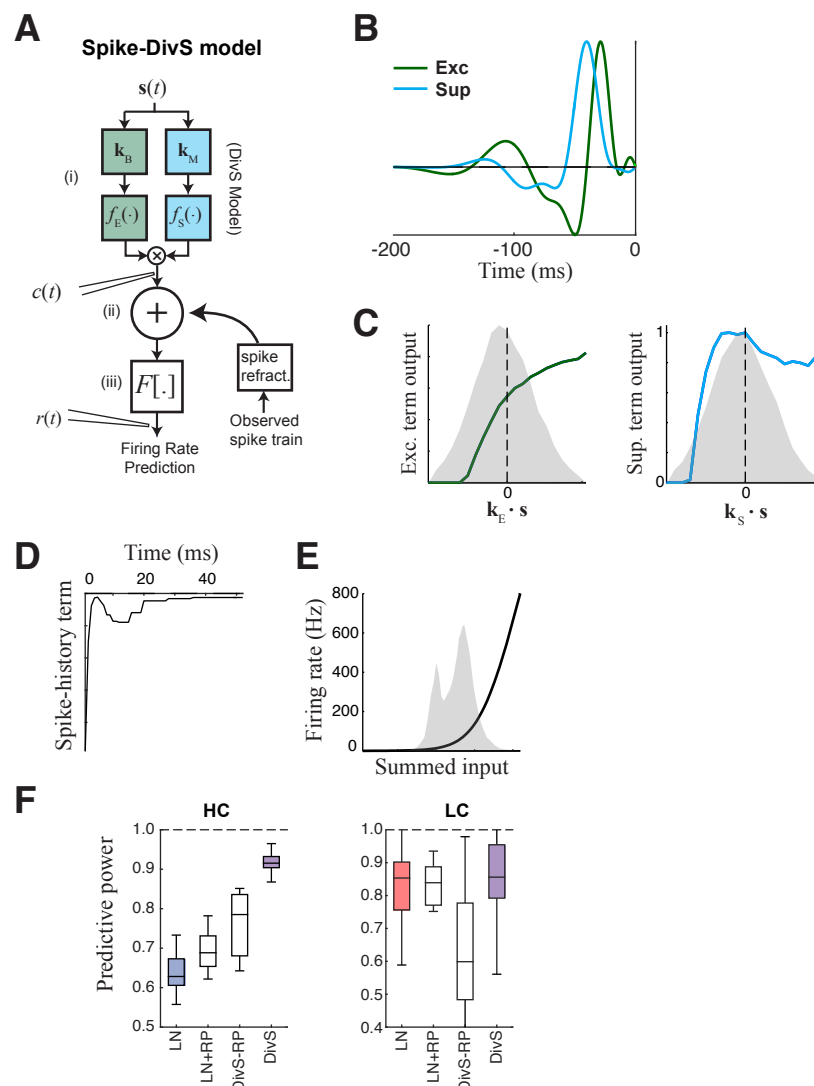 A
Spike-DivS model
s(t)
k_B
k_M
(i)
(DivS Model)
f_E(·)
f_S(·)
×
c(t)
(ii)
+
spike
refract.
(iii)
F[.]
r(t)
Observed
spike train
Firing Rate
Prediction
B
Exc
Sup
-200
-100
0
Time (ms)
C
Exc. term output
0
k_E · s
Sup. term output
1
0
0
k_S · s
D
Time (ms)
0 20 40
Spike-history term
E
Firing rate (Hz)
800
600
400
200
0
Summed input
F
HC
Predictive power
1.0
0.9
0.8
0.7
0.6
0.5
LN
LN+RP
DivS-RP
DivS
LC
1.0
0.9
0.8
0.7
0.6
0.5
0.4
LN
LN+RP
DivS-RP
DivS